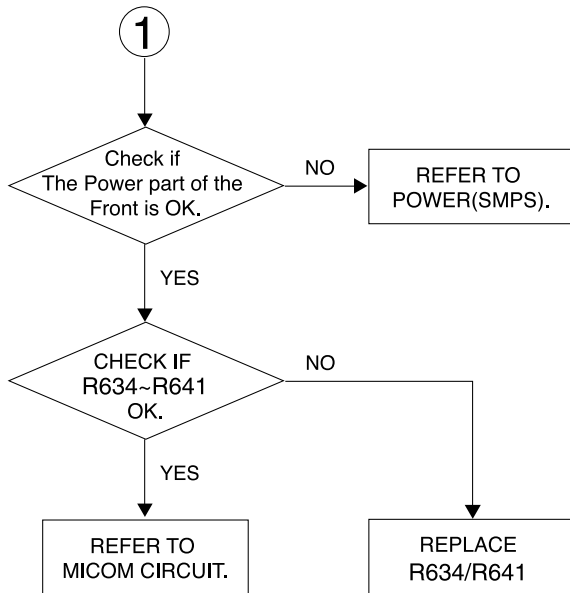 1
Check if
The Power part of the
Front is OK.
NO
REFER TO
POWER(SMPS).
YES
CHECK IF
R634~R641
OK.
NO
YES
REFER TO
MICOM CIRCUIT.
REPLACE
R634/R641